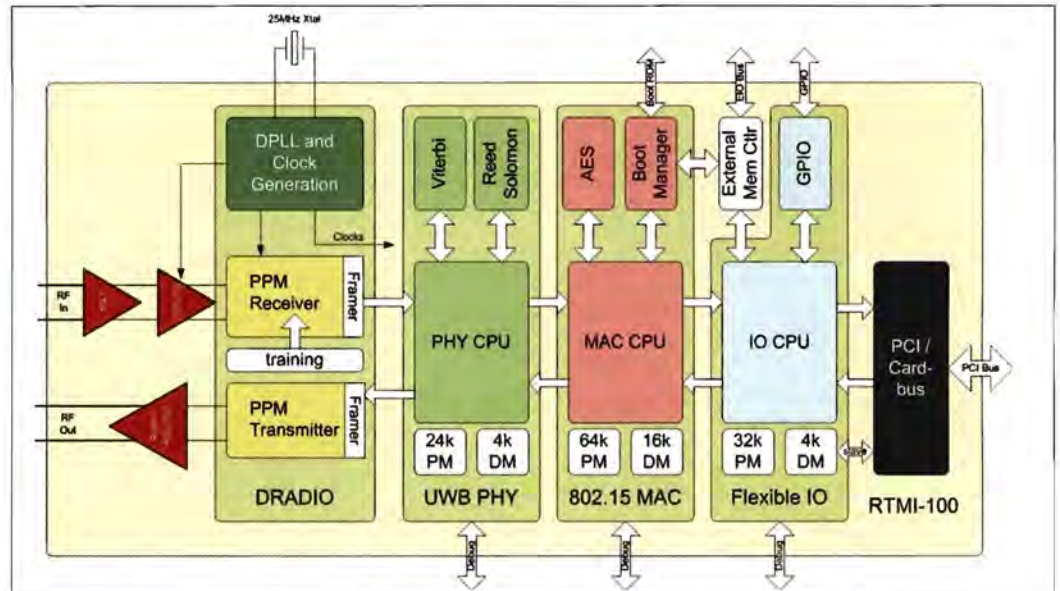 25MHz Xtal
Boot ROM
EIO Bus
GPIO
DPLL and
Clock
Generation
Viterbi
Reed
Solomon
AES
Boot
Manager
External
Mem Ctlr
GPIO
Clocks
RF
In
PPM
Receiver
Framer
training
PHY CPU
MAC CPU
IO CPU
PCI /
Card-
bus
PCI Bus
RF
Out
PPM
Transmitter
Framer
24k
PM
4k
DM
64k
PM
16k
DM
32k
PM
4k
DM
DRADIO
UWB PHY
802.15 MAC
Flexible IO
RTMI-100
Debug
Debug
Debug